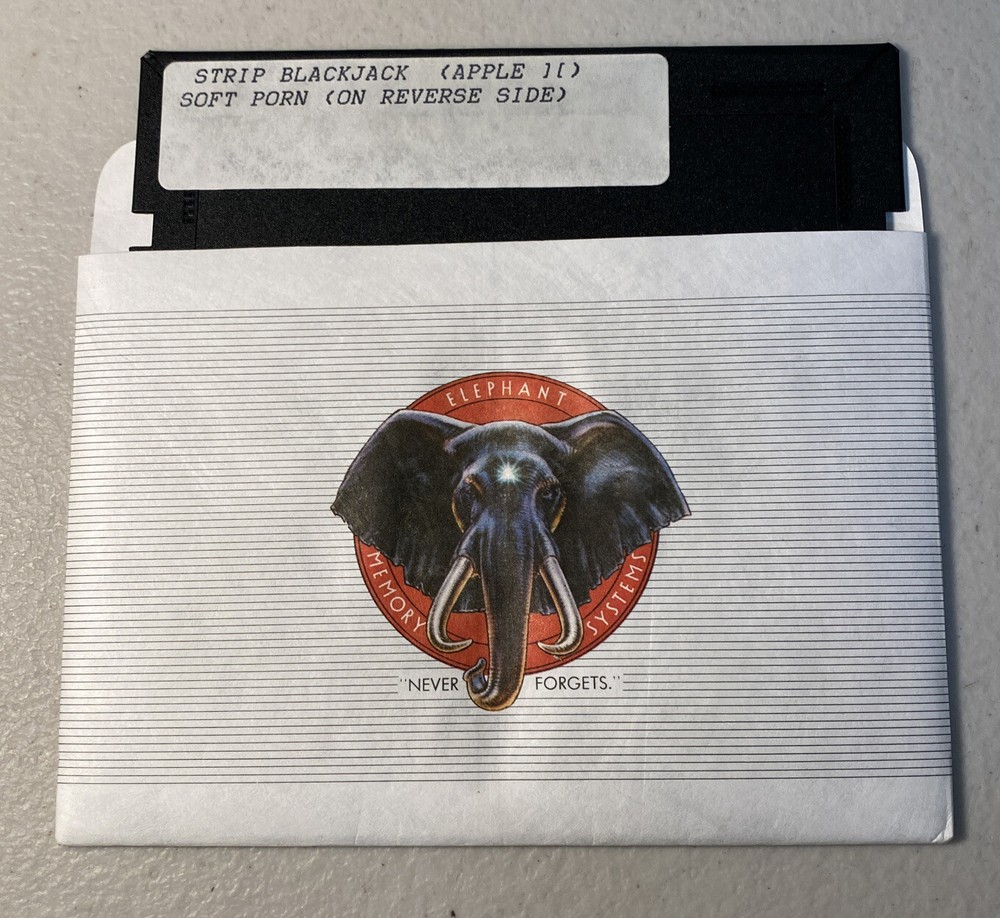 STRIP BLACKJACK (APPLE ][)
SOFT PORN (ON REVERSE SIDE)
ELEPHANT
MEMORY SYSTEMS
"NEVER FORGETS."